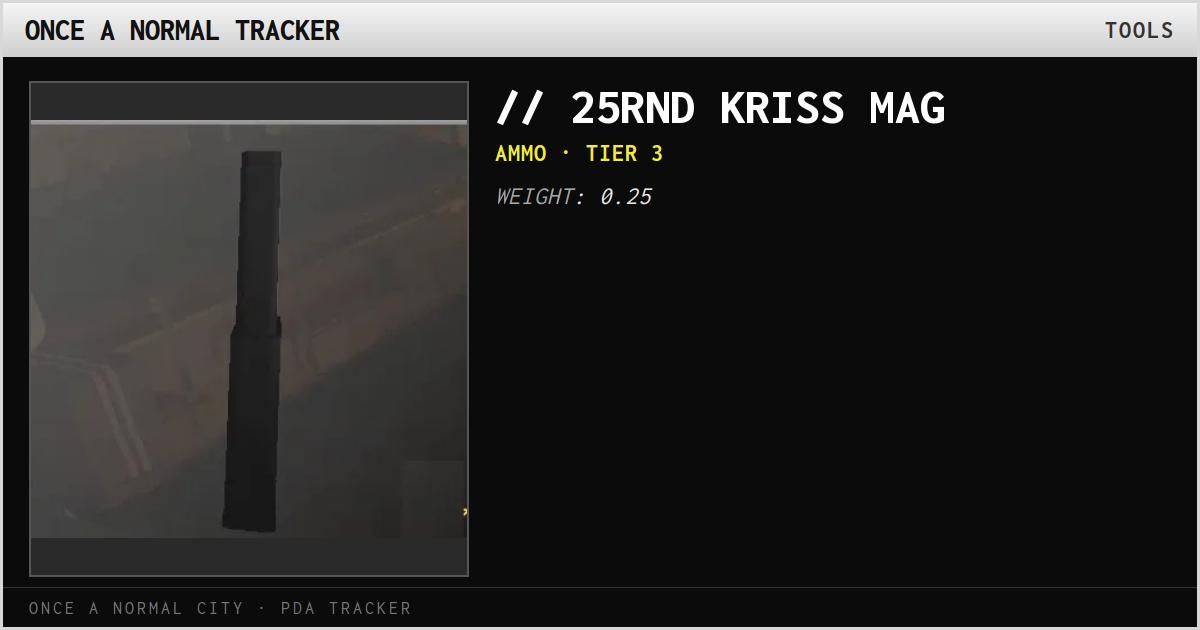 ONCE A NORMAL TRACKER
TOOLS
// 25RND KRISS MAG
AMMO · TIER 3
WEIGHT: 0.25
ONCE A NORMAL CITY · PDA TRACKER